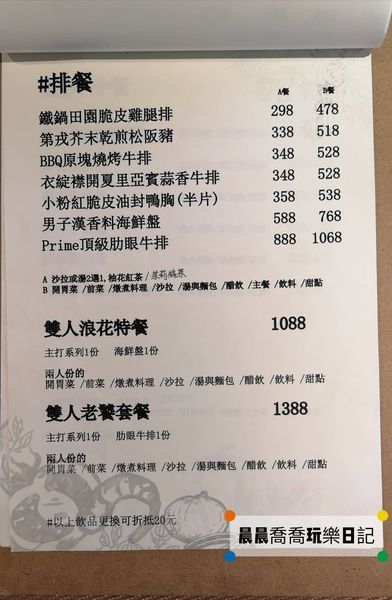 #排餐
A餐 B餐
鐵鍋田園脆皮雞腿排 298 478
第戎芥末乾煎松阪豬 338 518
BBQ原塊燒烤牛排 348 528
衣綻襟開夏里亞賓蒜香牛排 348 528
小粉紅脆皮油封鴨胸(半片) 358 538
男子漢香料海鮮盤 588 768
Prime頂級肋眼牛排 888 1068
A 沙拉或湯2選1,柚花紅茶/茉莉綠茶
B 開胃菜 /前菜 /燉煮料理 /沙拉 /湯與麵包 /醋飲 /主餐 /飲料 /甜點
雙人浪花特餐 1088
主打系列1份 海鮮盤1份
兩人份的
開胃菜 /前菜 /燉煮料理 /沙拉 /湯與麵包 /醋飲 /飲料 /甜點
雙人老饕套餐 1388
主打系列1份 肋眼牛排1份
兩人份的
開胃菜 /前菜 /燉煮料理 /沙拉 /湯與麵包 /醋飲 /飲料 /甜點
#以上飲品更換可折抵20元
晨晨喬喬玩樂日記